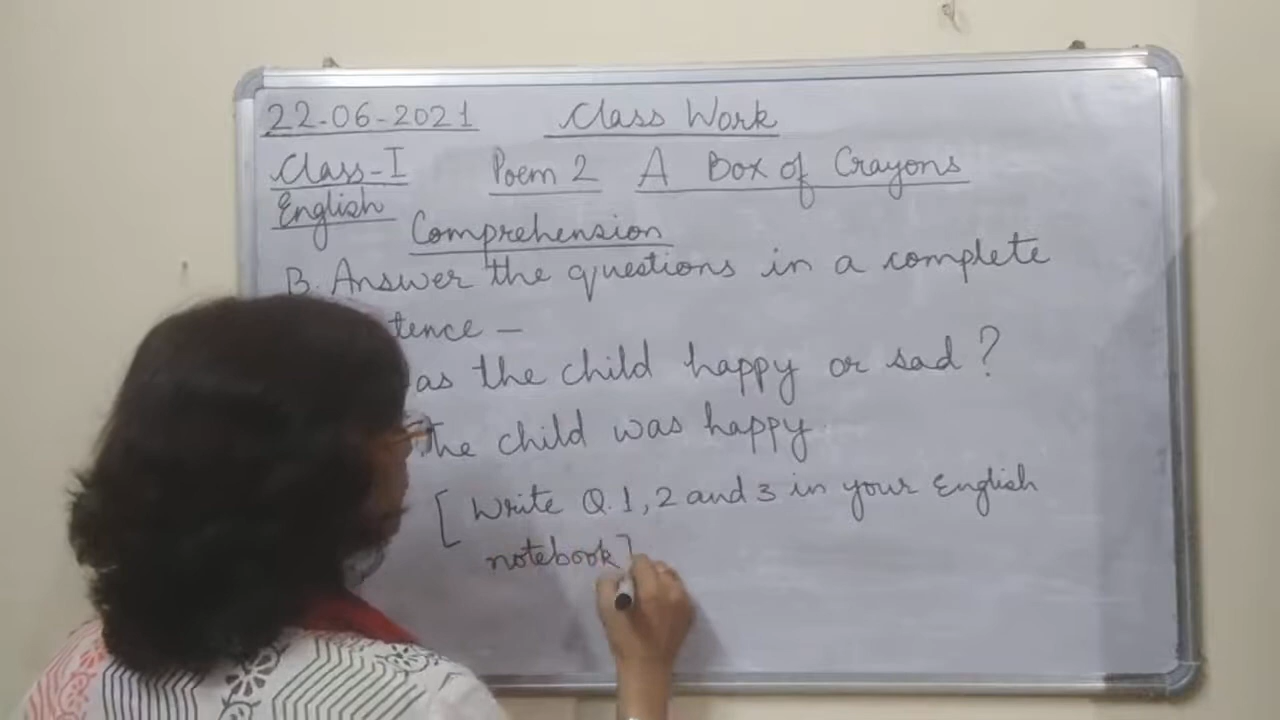 22-06-2021 Class Work
Class-I Poem 2 A Box of Crayons
English
Comprehension
B. Answer the questions in a complete
tence –
as the child happy or sad ?
The child was happy.
[ Write Q.1, 2 and 3 in your English
notebook]